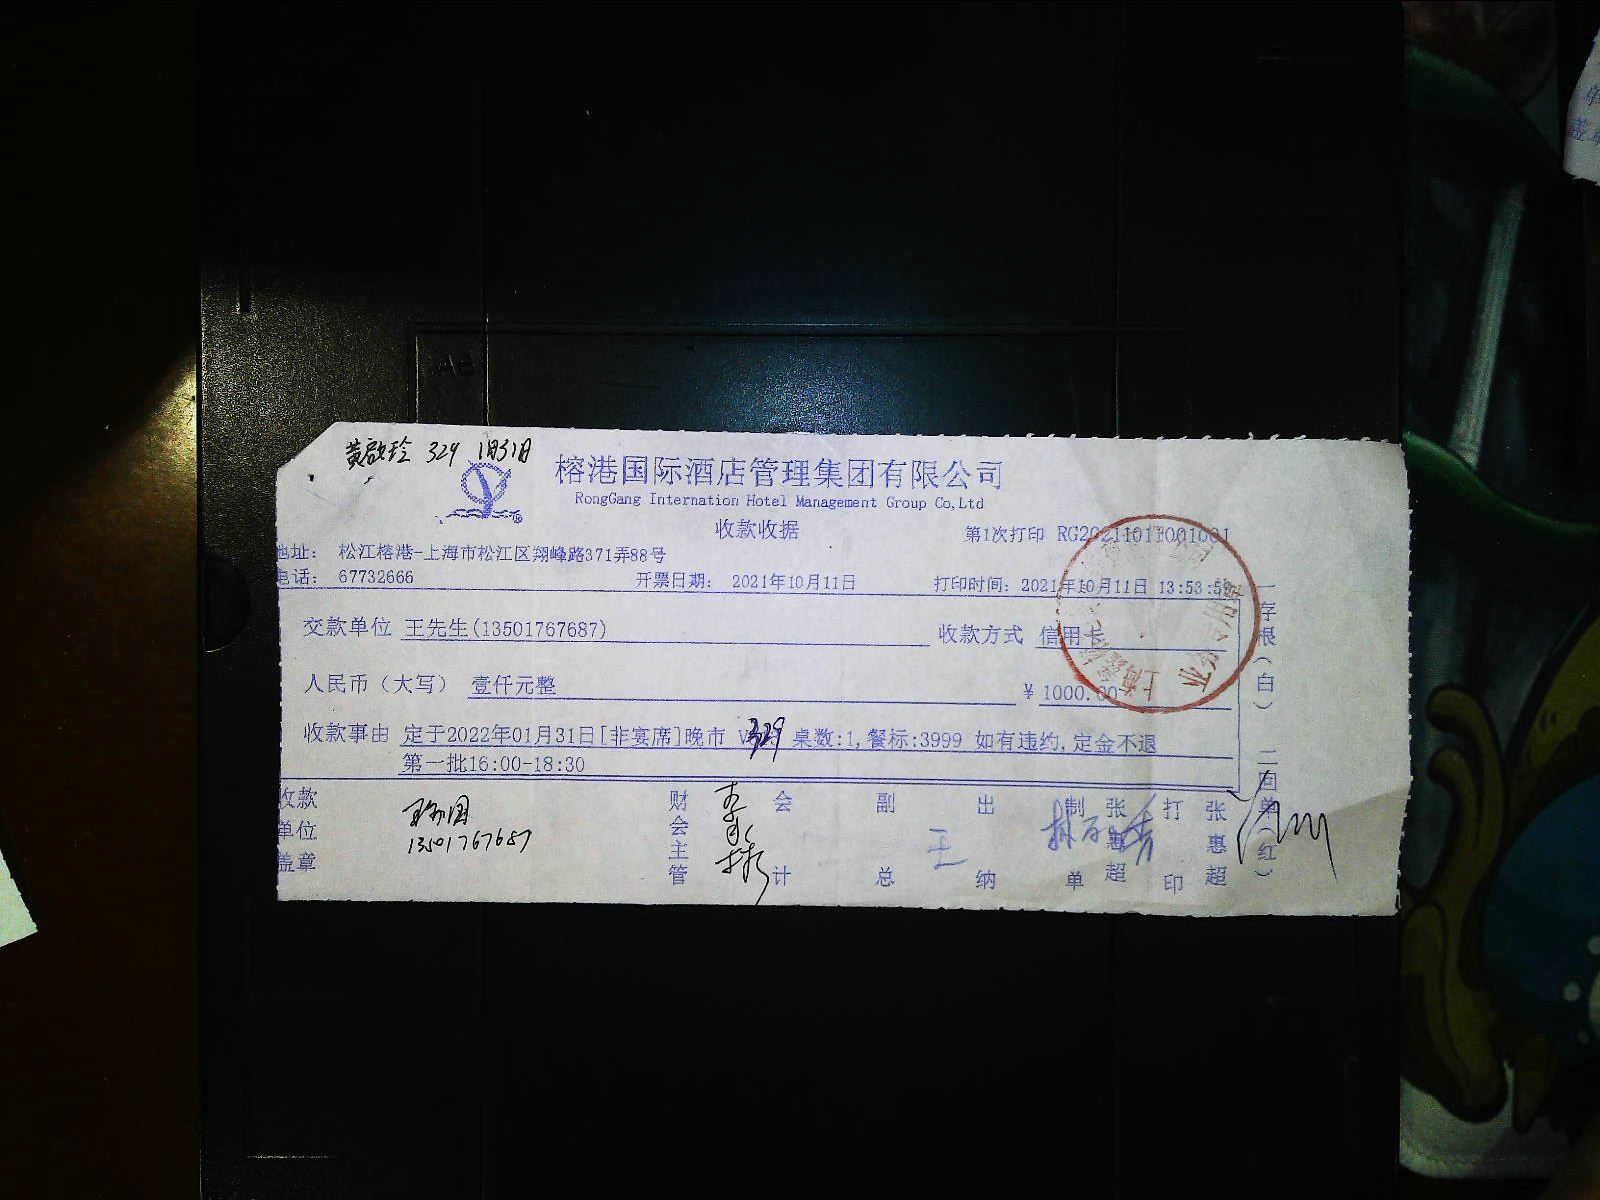 黄 329 1月31日
榕港国际酒店管理集团有限公司
RongGang Internation Hotel Management Group Co,Ltd
收款收据
第1次打印
地址： 松江榕港-上海市松江区翔峰路371弄88号
电话： 67732666 开票日期： 2021年10月11日 打印时间：2021年10月11日 13:53:
交款单位 王先生(13501767687) 收款方式 信用卡
人民币（大写） 壹仟元整 ￥1000.00
收款事由 定于2022年01月31日[非宴席]晚市 V 329 桌数:1,餐标:3999 如有违约,定金不退
第一批16:00-18:30
收款单位盖章
13501767687
财会主管
会计
副总
出纳
王
制单 张惠超
打印 张惠超
一存根（白） 二回单（红）